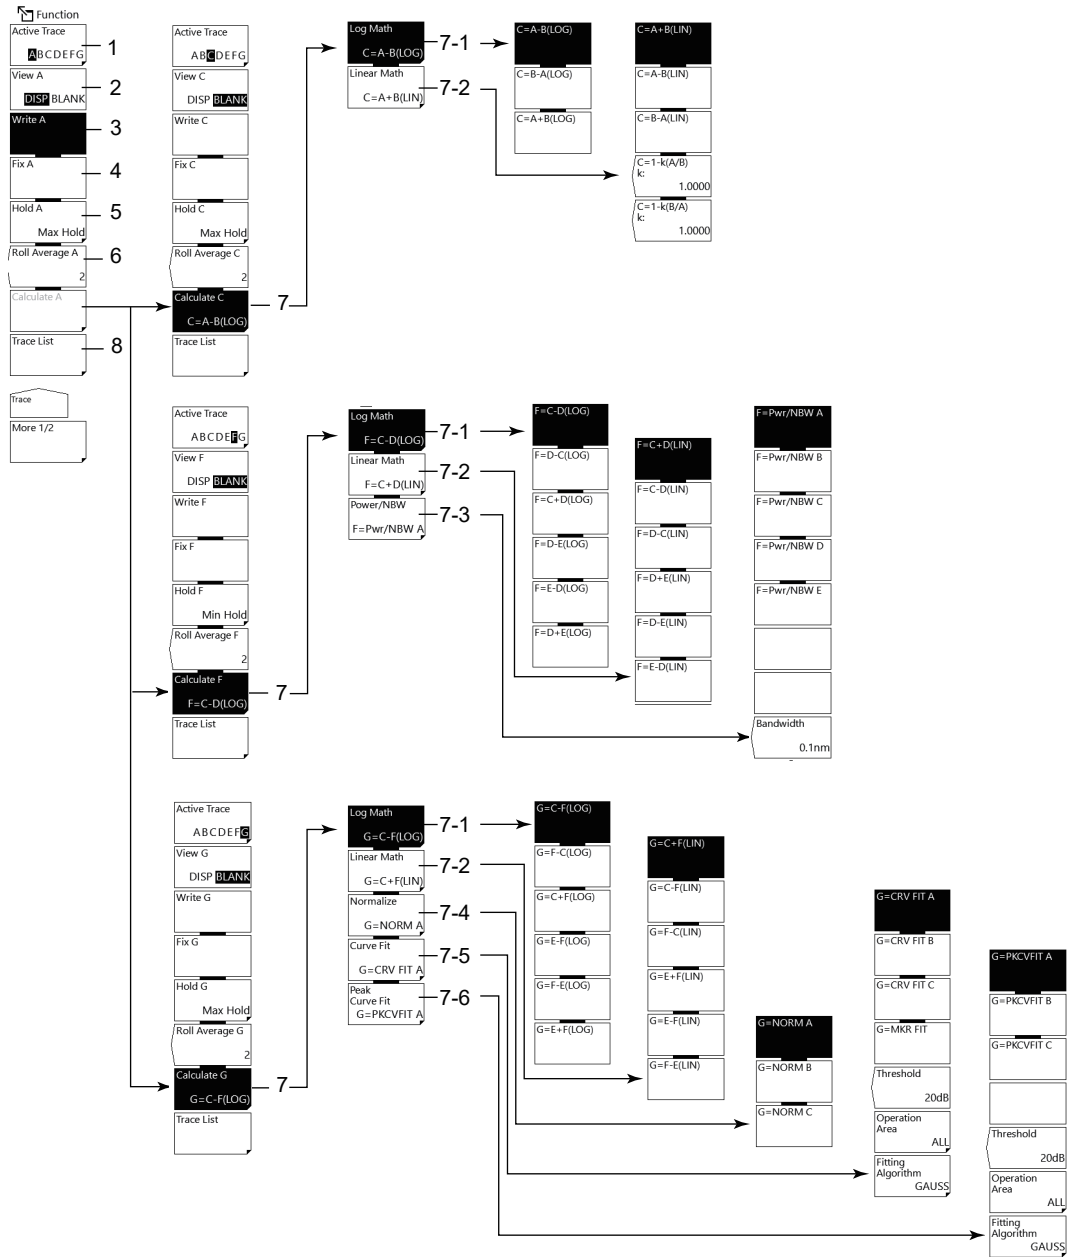 Function
Active Trace
ABCDEFG
1
View A
DISP BLANK
2
Write A
3
Fix A
4
Hold A
Max Hold
5
Roll Average A
2
6
Calculate A
Trace List
8
Trace
More 1/2
Active Trace
ABCDEFG
View C
DISP BLANK
Write C
Fix C
Hold C
Max Hold
Roll Average C
2
Calculate C
C=A-B(LOG)
7
Trace List
Log Math
C=A-B(LOG)
7-1
Linear Math
C=A+B(LIN)
7-2
C=A-B(LOG)
C=B-A(LOG)
C=A+B(LOG)
C=A+B(LIN)
C=A-B(LIN)
C=B-A(LIN)
C=1-k(A/B)
k:
1.0000
C=1-k(B/A)
k:
1.0000
Active Trace
ABCDEFG
View F
DISP BLANK
Write F
Fix F
Hold F
Min Hold
Roll Average F
2
Calculate F
F=C-D(LOG)
7
Trace List
Log Math
F=C-D(LOG)
7-1
Linear Math
F=C+D(LIN)
7-2
Power/NBW
F=Pwr/NBW A
7-3
F=C-D(LOG)
F=D-C(LOG)
F=C+D(LOG)
F=D-E(LOG)
F=E-D(LOG)
F=D+E(LOG)
F=C+D(LIN)
F=C-D(LIN)
F=D-C(LIN)
F=D+E(LIN)
F=D-E(LIN)
F=E-D(LIN)
F=Pwr/NBW A
F=Pwr/NBW B
F=Pwr/NBW C
F=Pwr/NBW D
F=Pwr/NBW E
Bandwidth
0.1nm
Active Trace
ABCDEFG
View G
DISP BLANK
Write G
Fix G
Hold G
Max Hold
Roll Average G
2
Calculate G
G=C-F(LOG)
7
Trace List
Log Math
G=C-F(LOG)
7-1
Linear Math
G=C+F(LIN)
7-2
Normalize
G=NORM A
7-4
Curve Fit
G=CRV FIT A
7-5
Peak
Curve Fit
G=PKCVFIT A
7-6
G=C-F(LOG)
G=F-C(LOG)
G=C+F(LOG)
G=E-F(LOG)
G=F-E(LOG)
G=E+F(LOG)
G=C+F(LIN)
G=C-F(LIN)
G=F-C(LIN)
G=E+F(LIN)
G=E-F(LIN)
G=F-E(LIN)
G=NORM A
G=NORM B
G=NORM C
G=CRV FIT A
G=CRV FIT B
G=CRV FIT C
G=MKR FIT
Threshold
20dB
Operation
Area
ALL
Fitting
Algorithm
GAUSS
G=PKCVFIT A
G=PKCVFIT B
G=PKCVFIT C
Threshold
20dB
Operation
Area
ALL
Fitting
Algorithm
GAUSS